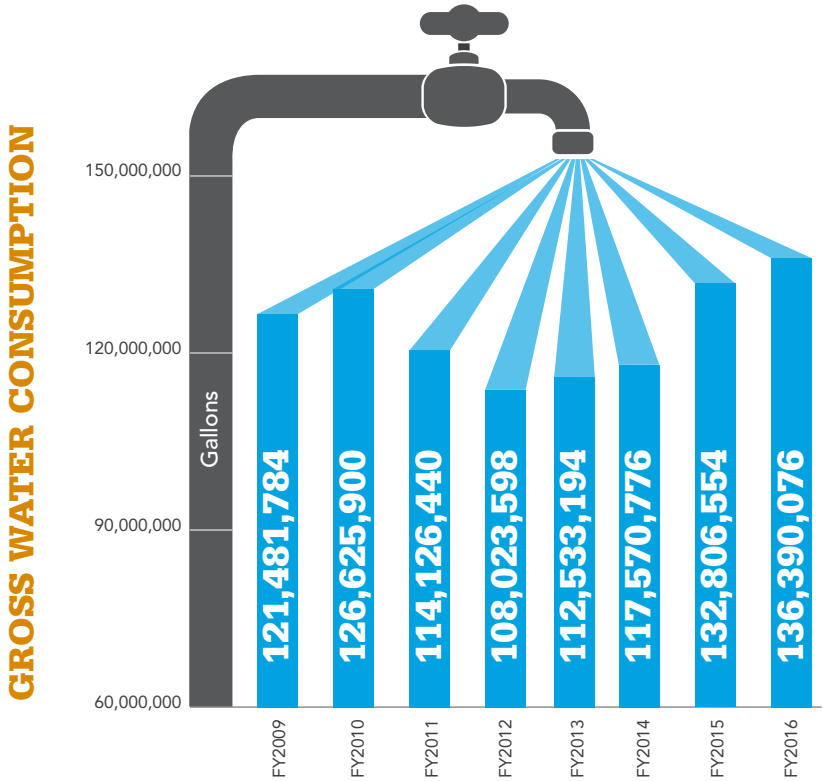 GROSS WATER CONSUMPTION
150,000,000
120,000,000
90,000,000
60,000,000
Gallons
121,481,784
126,625,900
114,126,440
108,023,598
112,533,194
117,570,776
132,806,554
136,390,076
FY2009
FY2010
FY2011
FY2012
FY2013
FY2014
FY2015
FY2016